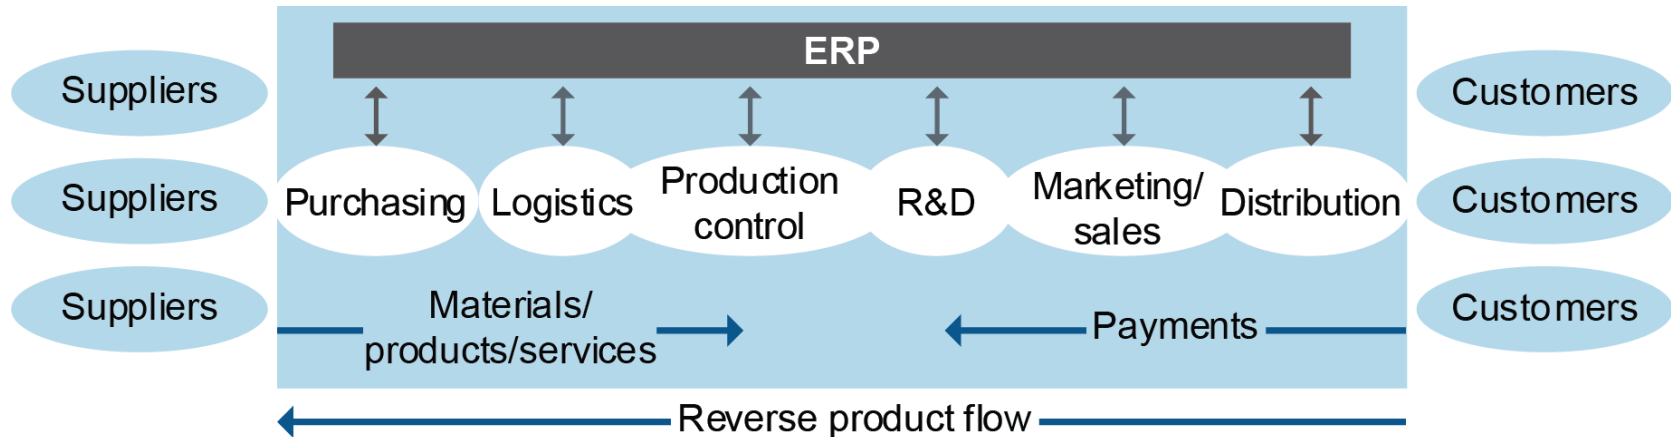 ERP
Suppliers
Customers
Suppliers
Purchasing
Logistics
Production
control
R&D
Marketing/
sales
Distribution
Customers
Suppliers
Materials/
products/services
Payments
Customers
Reverse product flow